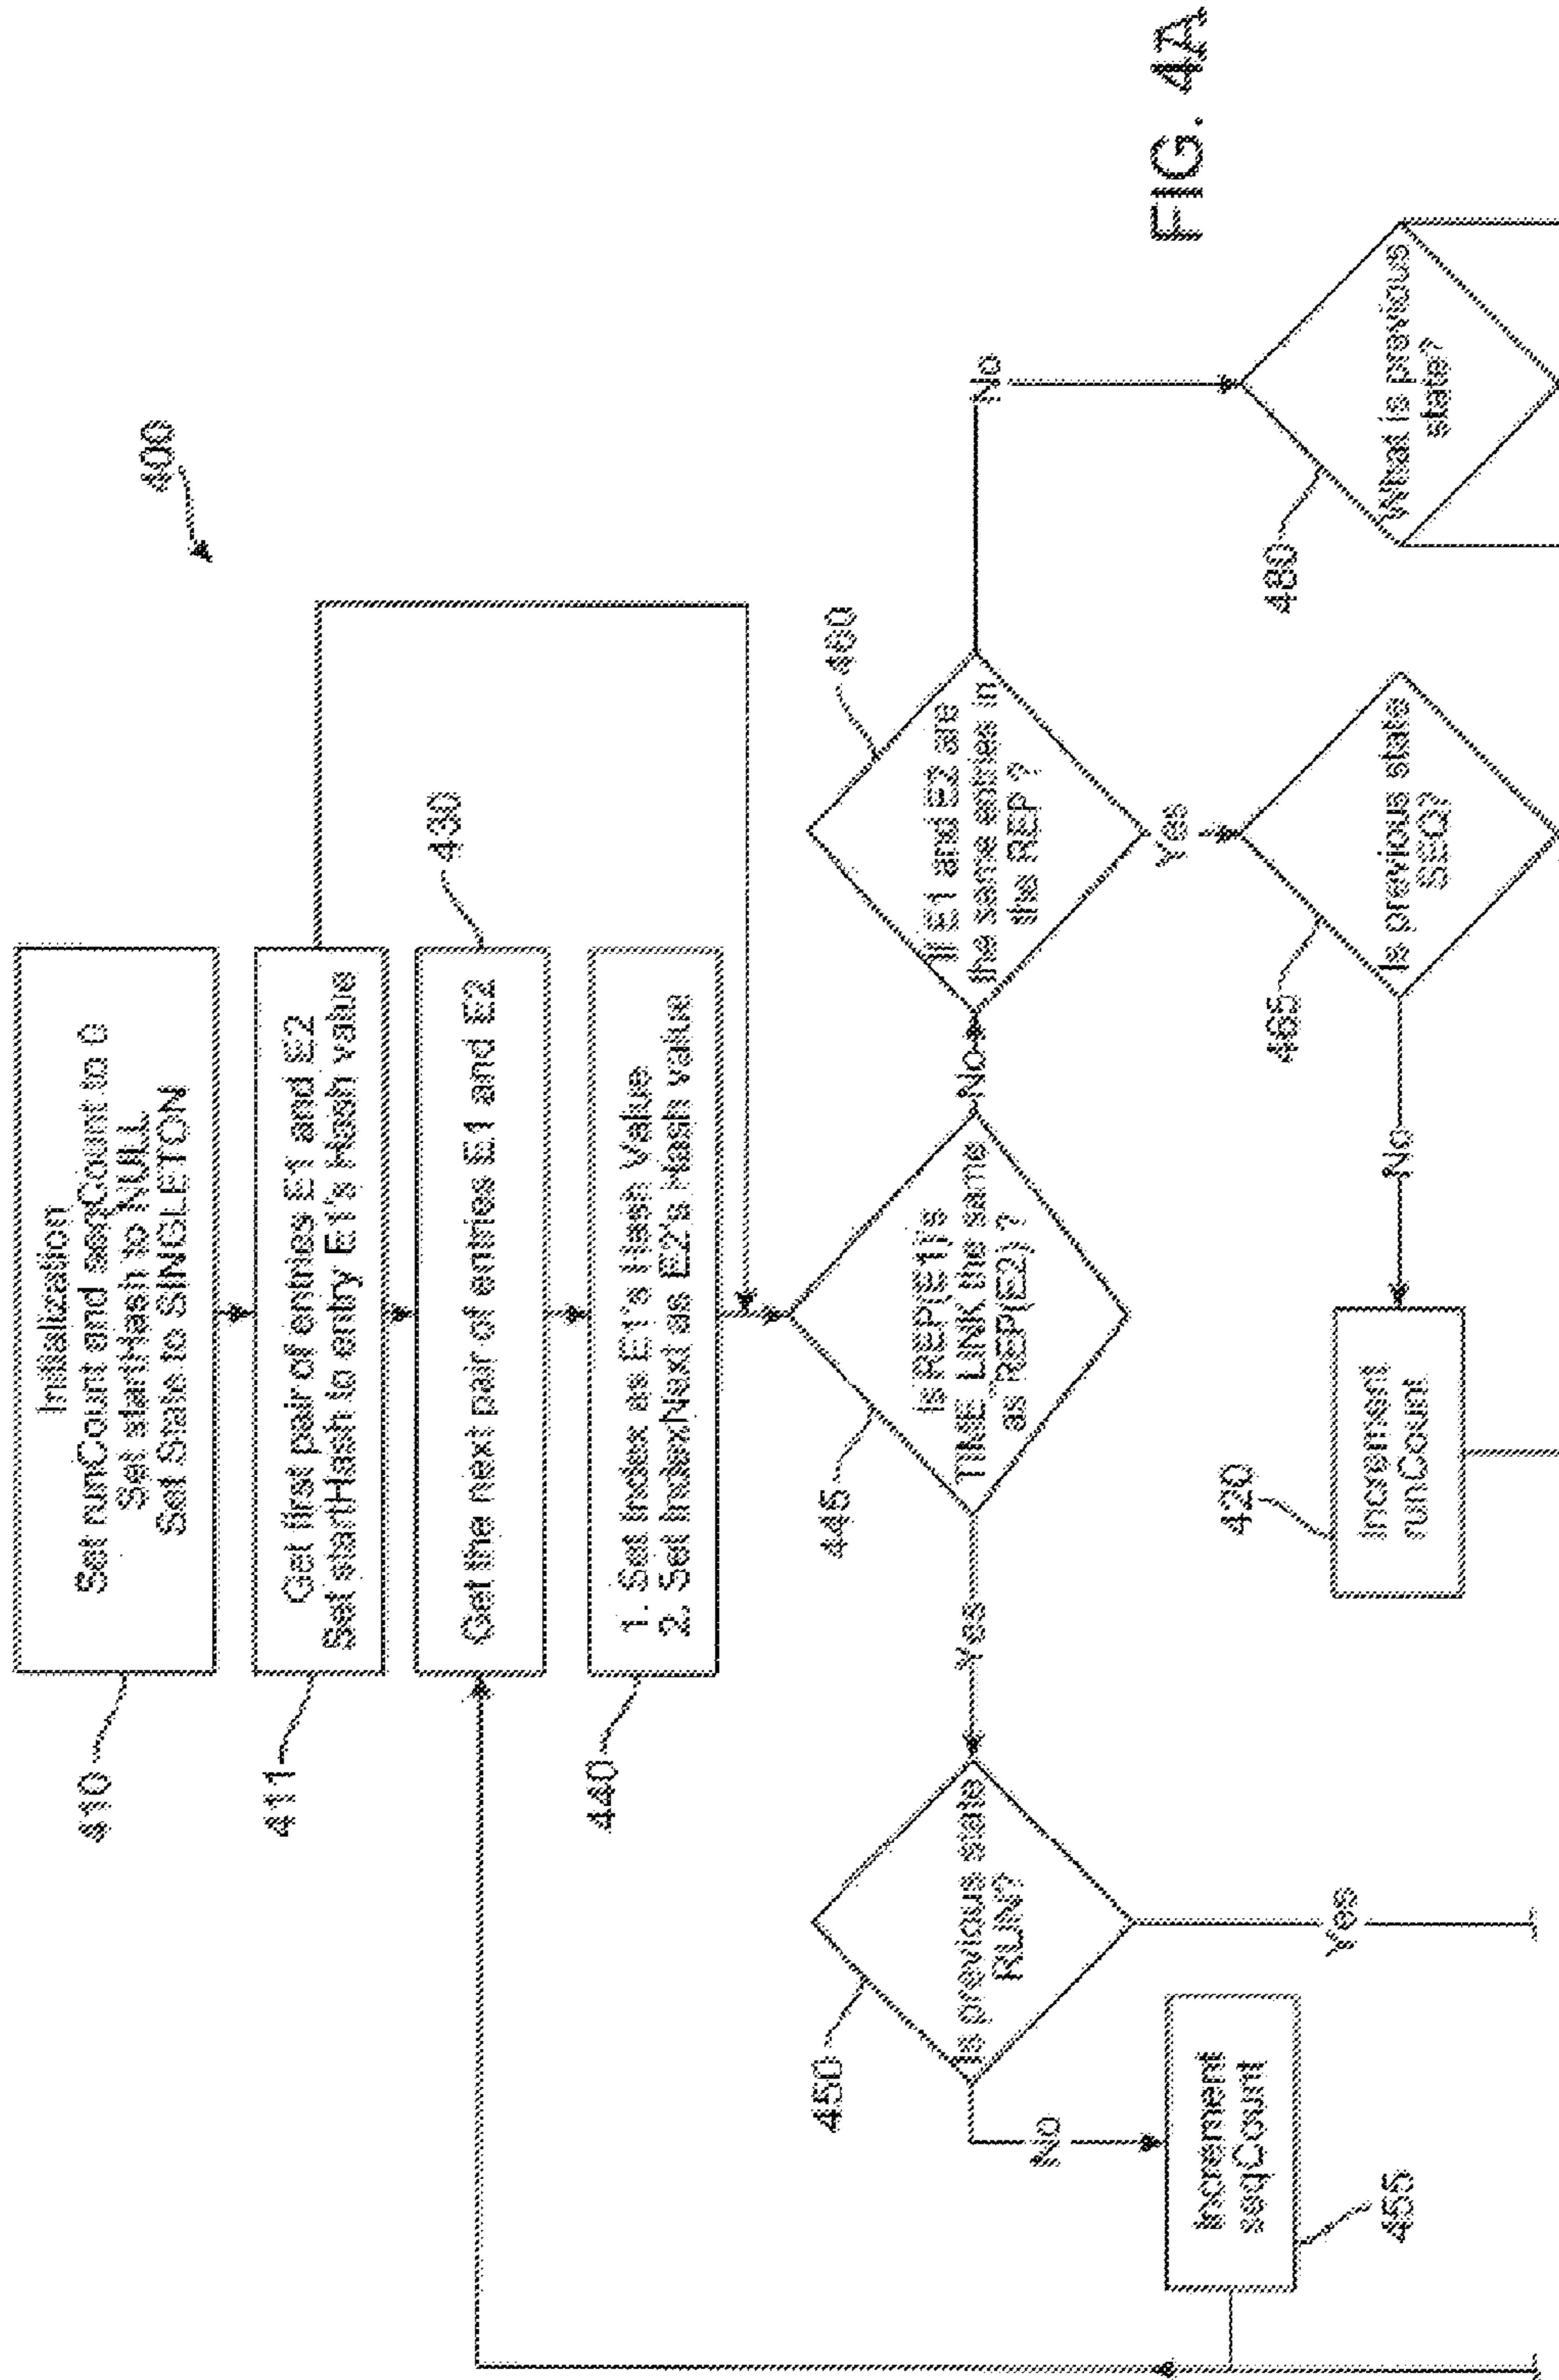 400
410
Initialization
Set runCount and seqCount to 0
Set startHash to NULL
Set State to SINGLETON
411
Get first pair of entries E1 and E2
Set startHash to entry E1's Hash value
430
Get the next pair of entries E1 and E2
440
1. Set Index as E1's Hash Value
2. Set IndexNext as E2's Hash value
445
Is REP(E1)'s
TIME LINK the same
as REP(E2)?
Yes
No
450
Is previous state
RUN?
No
Yes
455
Increment
seqCount
460
If E1 and E2 are
the same entries in
the REP?
No
Yes
465
Is previous state
SEQ?
No
420
Increment
runCount
480
What is previous
state?
FIG. 4A